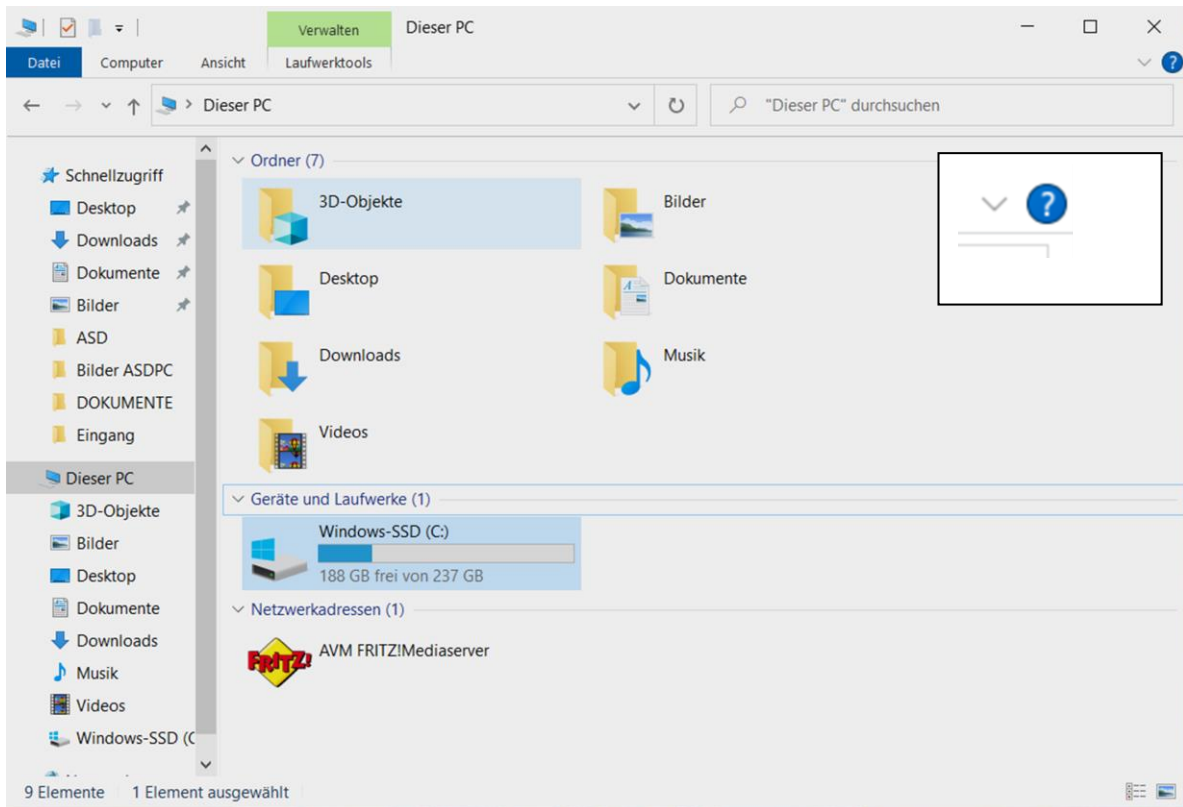 Verwalten
Dieser PC
Datei
Computer
Ansicht
Laufwerktools
?
Dieser PC
"Dieser PC" durchsuchen
Schnellzugriff
Desktop
Downloads
Dokumente
Bilder
ASD
Bilder ASDPC
DOKUMENTE
Eingang
Dieser PC
3D-Objekte
Bilder
Desktop
Dokumente
Downloads
Musik
Videos
Windows-SSD (C
Ordner (7)
3D-Objekte
Bilder
Desktop
Dokumente
Downloads
Musik
Videos
Geräte und Laufwerke (1)
Windows-SSD (C:)
188 GB frei von 237 GB
Netzwerkadressen (1)
FRITZ!
AVM FRITZ!Mediaserver
?
9 Elemente
1 Element ausgewählt